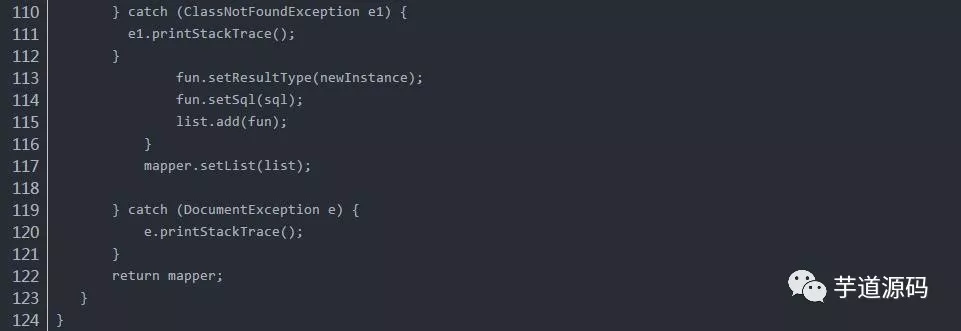 110 } catch (ClassNotFoundException e1) {
111 e1.printStackTrace();
112 }
113 fun.setResultType(newInstance);
114 fun.setSql(sql);
115 list.add(fun);
116 }
117 mapper.setList(list);
118
119 } catch (DocumentException e) {
120 e.printStackTrace();
121 }
122 return mapper;
123 }
124 }
芋道源码